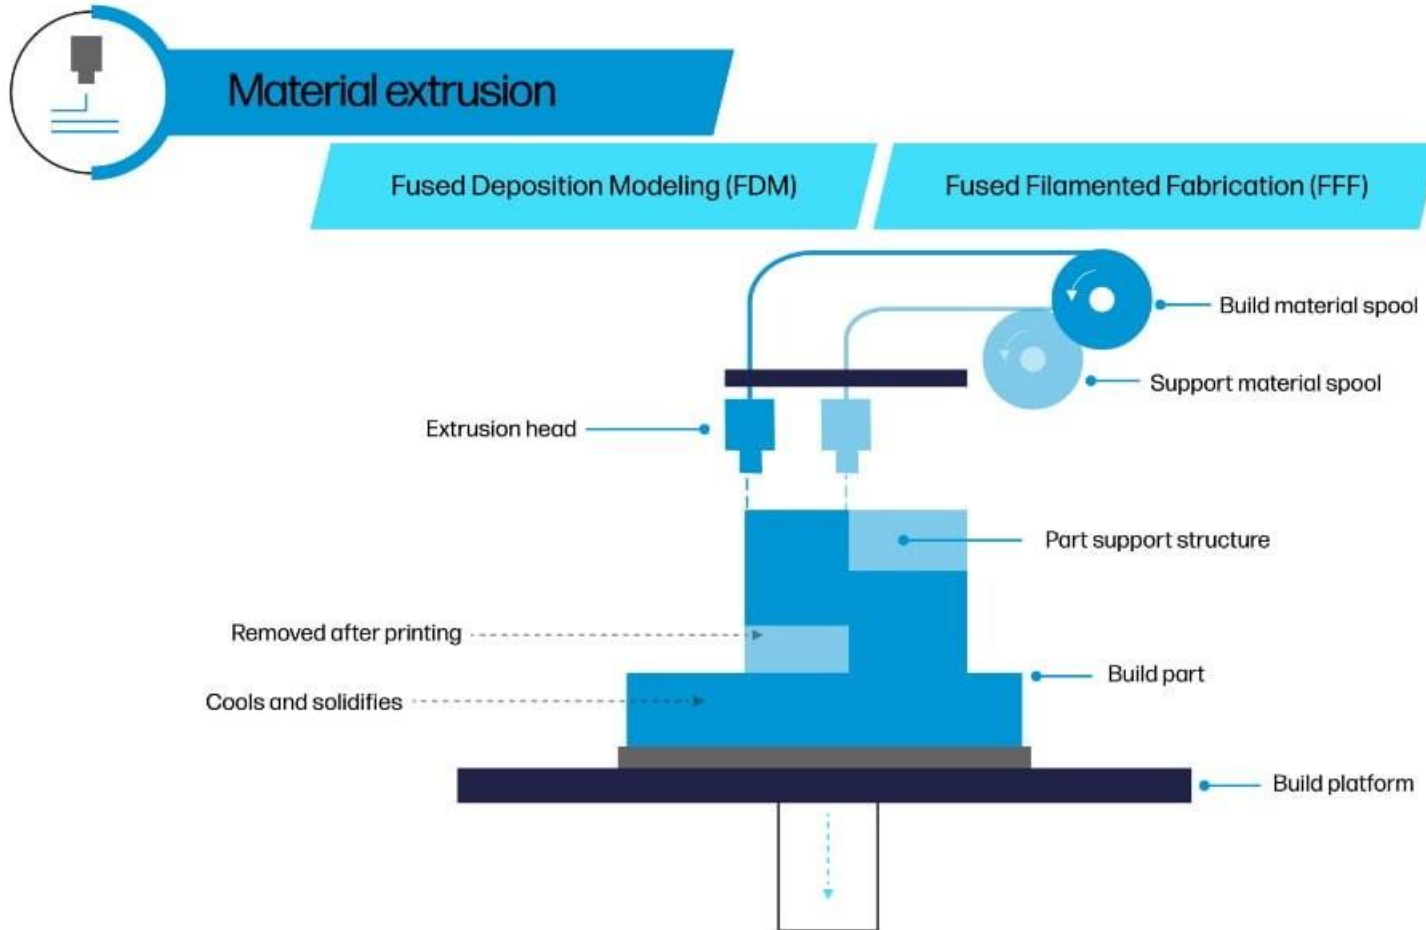 Material extrusion
Fused Deposition Modeling (FDM)
Fused Filamented Fabrication (FFF)
Build material spool
Support material spool
Extrusion head
Part support structure
Removed after printing
Build part
Cools and solidifies
Build platform